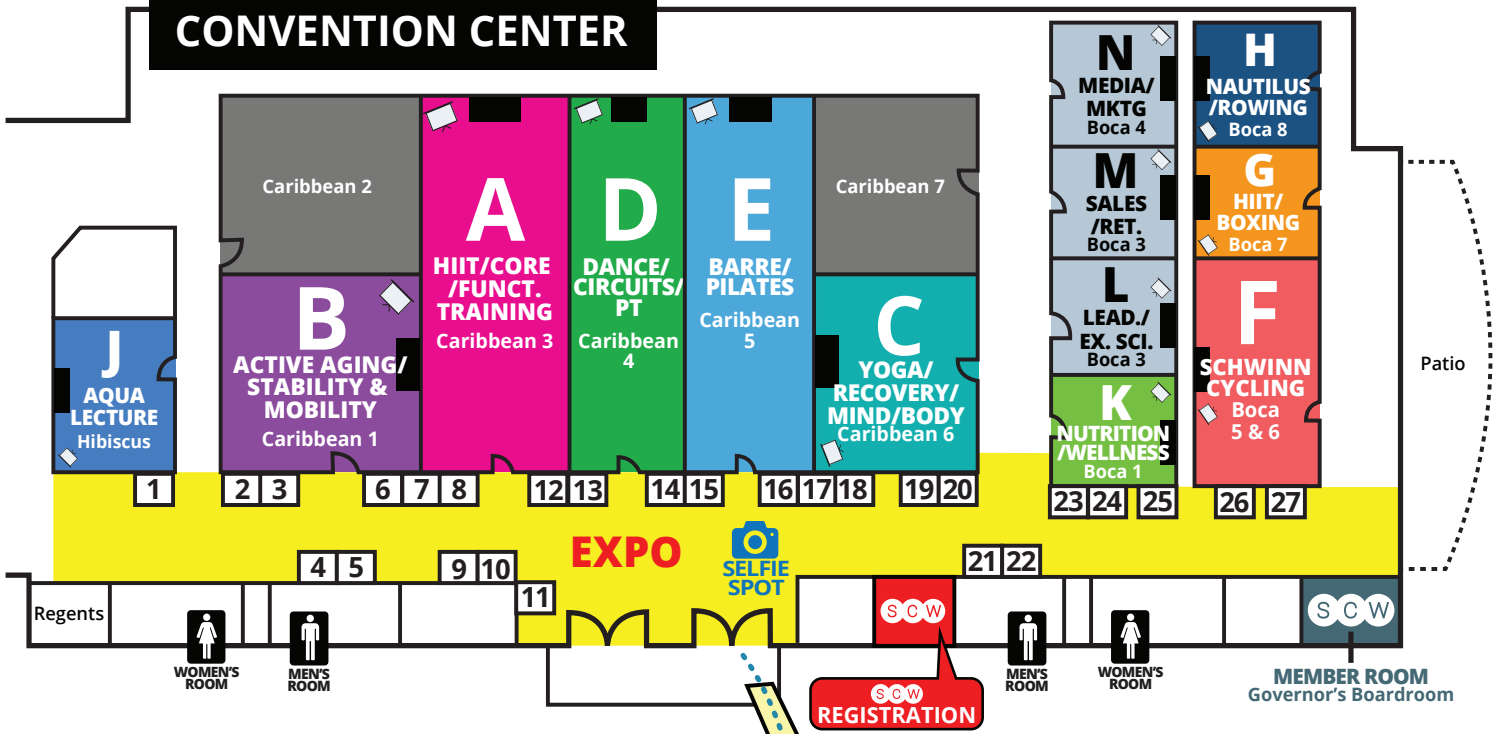 CONVENTION CENTER
N
MEDIA/
MKTG
Boca 4
H
NAUTILUS
/ROWING
Boca 8
M
SALES
/RET.
Boca 3
G
HIIT/
BOXING
Boca 7
L
LEAD./
EX. SCI.
Boca 3
F
SCHWINN
CYCLING
Boca
5 & 6
K
NUTRITION
/WELLNESS
Boca 1
Patio
Caribbean 2
A
HIIT/CORE
/FUNCT.
TRAINING
Caribbean 3
D
DANCE/
CIRCUITS/
PT
Caribbean
4
E
BARRE/
PILATES
Caribbean
5
Caribbean 7
J
AQUA
LECTURE
Hibiscus
B
ACTIVE AGING/
STABILITY &
MOBILITY
Caribbean 1
C
YOGA/
RECOVERY/
MIND/BODY
Caribbean 6
1 2 3 6 7 8 12 13 14 15 16 17 18 19 20 23 24 25 26 27
EXPO
SELFIE
SPOT
4 5 9 10 21 22
11
Regents
WOMEN'S
ROOM
MEN'S
ROOM
SCW
SCW
REGISTRATION
MEN'S
ROOM
WOMEN'S
ROOM
SCW
MEMBER ROOM
Governor's Boardroom